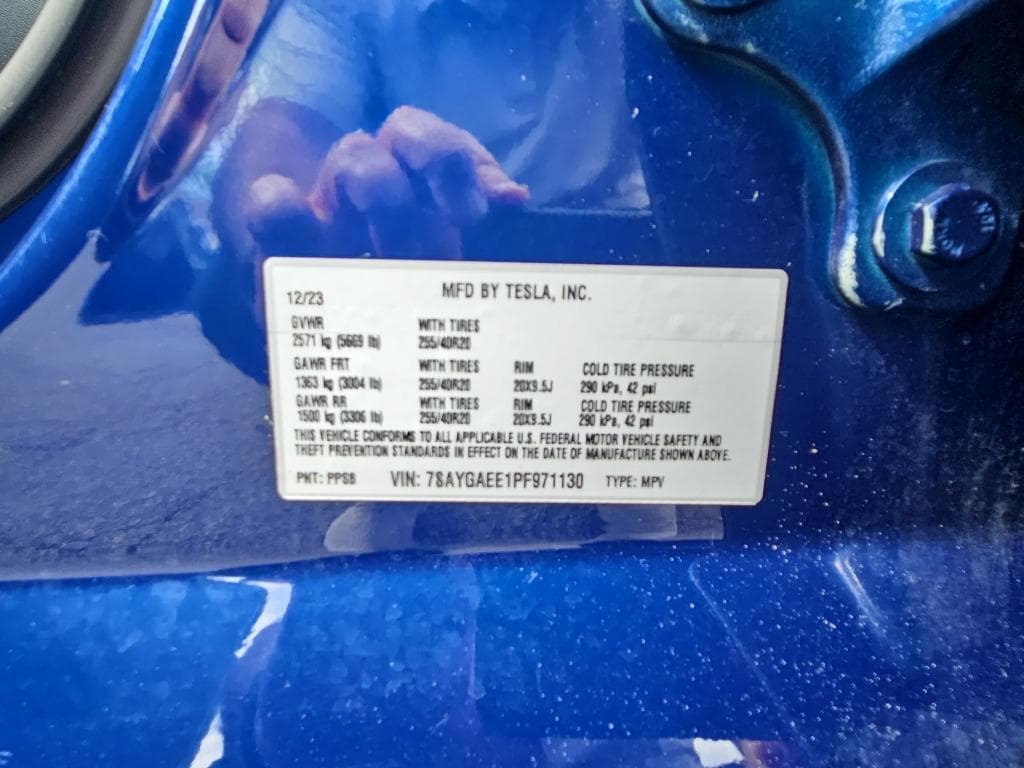 12/23 MFD BY TESLA, INC.
GVWR WITH TIRES
2571 kg (5669 lb) 255/40R20
GAWR FRT WITH TIRES RIM COLD TIRE PRESSURE
1363 kg (3004 lb) 255/40R20 20X9.5J 290 kPa, 42 psi
GAWR RR WITH TIRES RIM COLD TIRE PRESSURE
1500 kg (3306 lb) 255/40R20 20X9.5J 290 kPa, 42 psi
THIS VEHICLE CONFORMS TO ALL APPLICABLE U.S. FEDERAL MOTOR VEHICLE SAFETY AND
THEFT PREVENTION STANDARDS IN EFFECT ON THE DATE OF MANUFACTURE SHOWN ABOVE.
PNT: PPSB VIN: 7SAYGAEE1PF971130 TYPE: MPV